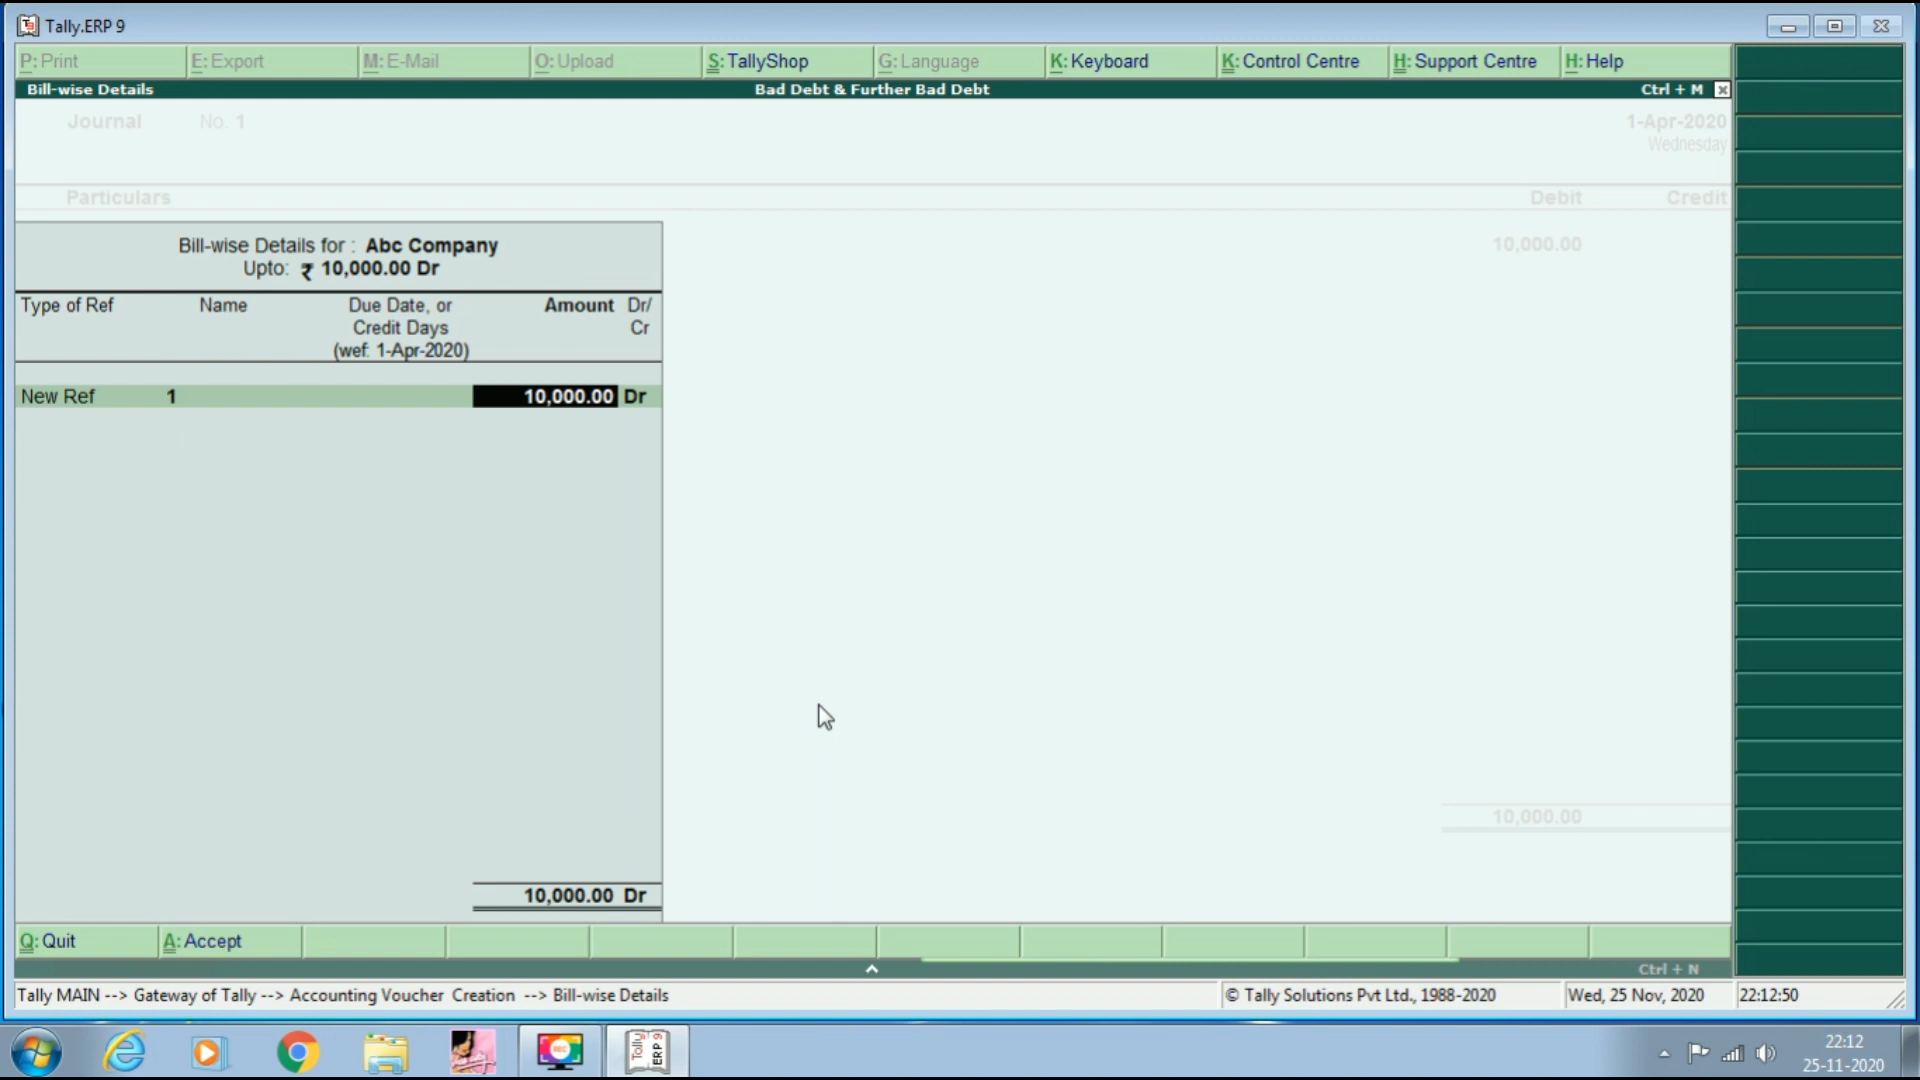 Tally.ERP 9
P: Print E: Export M: E-Mail O: Upload S: TallyShop G: Language K: Keyboard K: Control Centre H: Support Centre H: Help
Bill-wise Details Bad Debt & Further Bad Debt Ctrl + M
Journal No. 1 1-Apr-2020
Wednesday
Particulars Debit Credit
10,000.00
Bill-wise Details for : Abc Company
Upto: ₹ 10,000.00 Dr
Type of Ref Name Due Date, or Amount Dr/
Credit Days Cr
(wef: 1-Apr-2020)
New Ref 1 10,000.00 Dr
10,000.00
10,000.00 Dr
Q: Quit A: Accept
Ctrl + N
Tally MAIN --> Gateway of Tally --> Accounting Voucher Creation --> Bill-wise Details © Tally Solutions Pvt Ltd., 1988-2020 Wed, 25 Nov, 2020 22:12:50
Tally ERP 9
22:12
25-11-2020